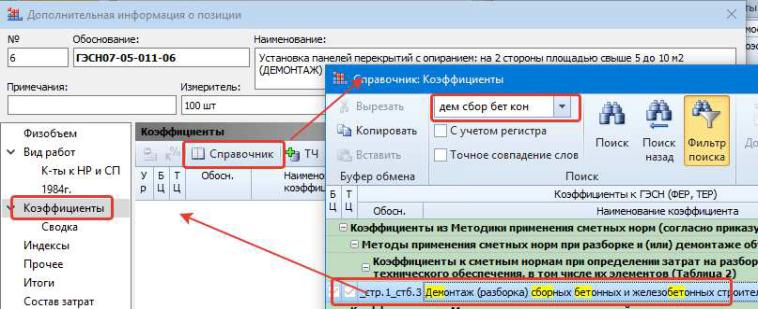 Дополнительная информация о позиции
№ Обоснование: Наименование:
6 ГЭСН07-05-011-06 Установка панелей перекрытий с опиранием: на 2 стороны площадью свыше 5 до 10 м2
(ДЕМОНТАЖ)
Примечания: Измеритель:
100 шт
Физобъем
Вид работ
К-ты к НР и СП
1984г.
Коэффициенты
Сводка
Индексы
Прочее
Итоги
Состав затрат
Коэффициенты
Справочник ТЧ
У
р Б
Ц Т
Ц Обосн. Наимено
коэффиц
Справочник: Коэффициенты
Вырезать
Копировать
Вставить
Буфер обмена
дем сбор бет кон
С учетом регистра
Точное совпадение слов
Поиск
Поиск
назад
Фильтр
поиска
Поиск
Б
Ц Т
Ц Коэффициенты к ГЭСН (ФЕР, ТЕР)
Обосн. Наименование коэффициента
Коэффициенты из Методики применения сметных норм (согласно приказу
Методы применения сметных норм при разборке и (или) демонтаже об
Коэффициенты к сметным нормам при определении затрат на разбор
технического обеспечения, в том числе их элементов (Таблица 2)
_стр.1_стб.3 Демонтаж (разборка) сборных бетонных и железобетонных строител